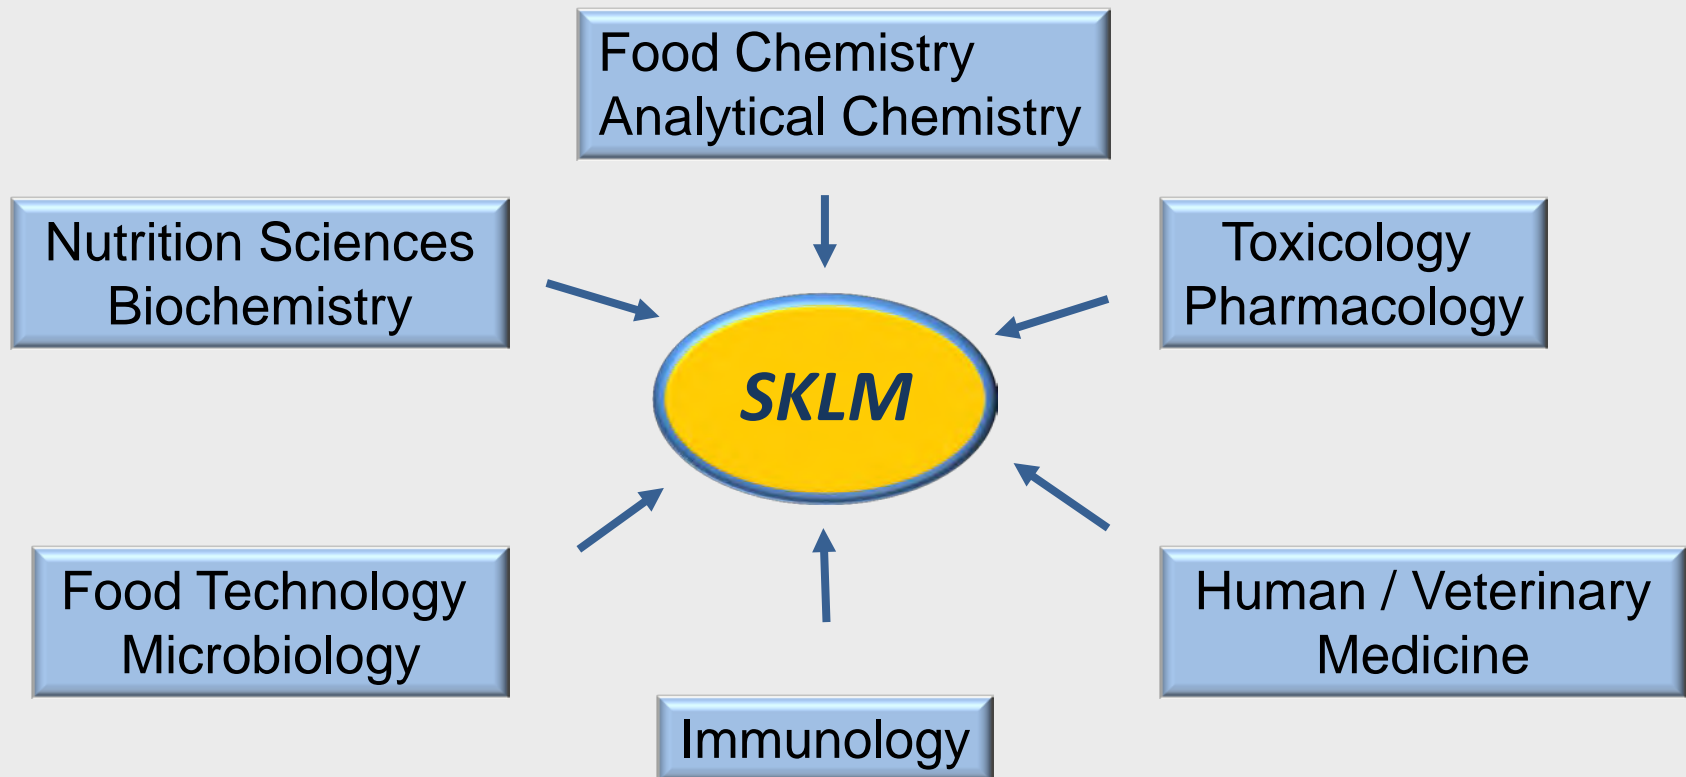 Food Chemistry
Analytical Chemistry
Nutrition Sciences
Biochemistry
Toxicology
Pharmacology
SKLM
Food Technology
Microbiology
Human / Veterinary
Medicine
Immunology